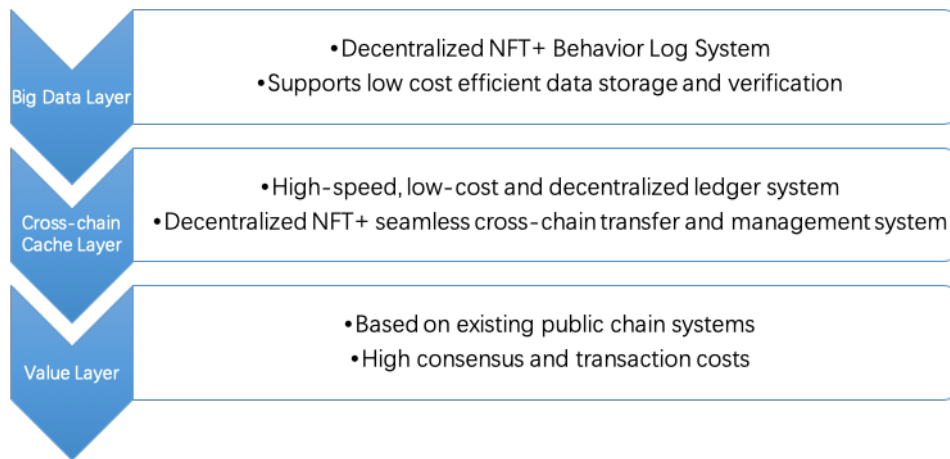 Big Data Layer
•Decentralized NFT+ Behavior Log System
•Supports low cost efficient data storage and verification
Cross-chain
Cache Layer
•High-speed, low-cost and decentralized ledger system
•Decentralized NFT+ seamless cross-chain transfer and management system
Value Layer
•Based on existing public chain systems
•High consensus and transaction costs